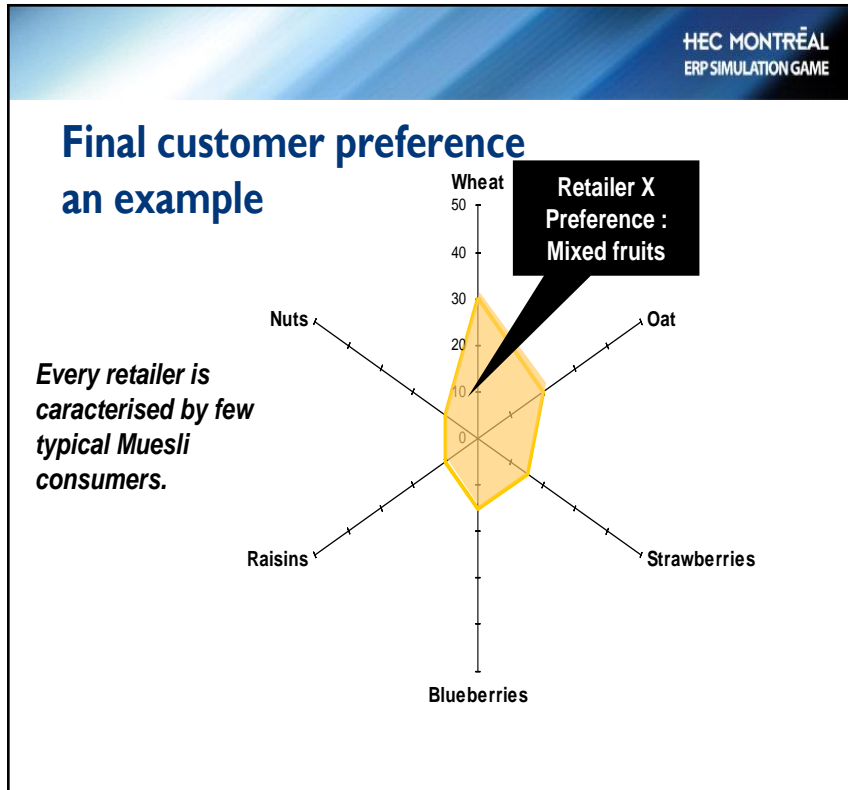 HEC MONTRĒAL
ERP SIMULATION GAME
Final customer preference
an example
Wheat
Retailer X
Preference :
Mixed fruits
50
40
30
20
10
0
Nuts
Oat
Every retailer is
caracterised by few
typical Muesli
consumers.
Raisins
Strawberries
Blueberries